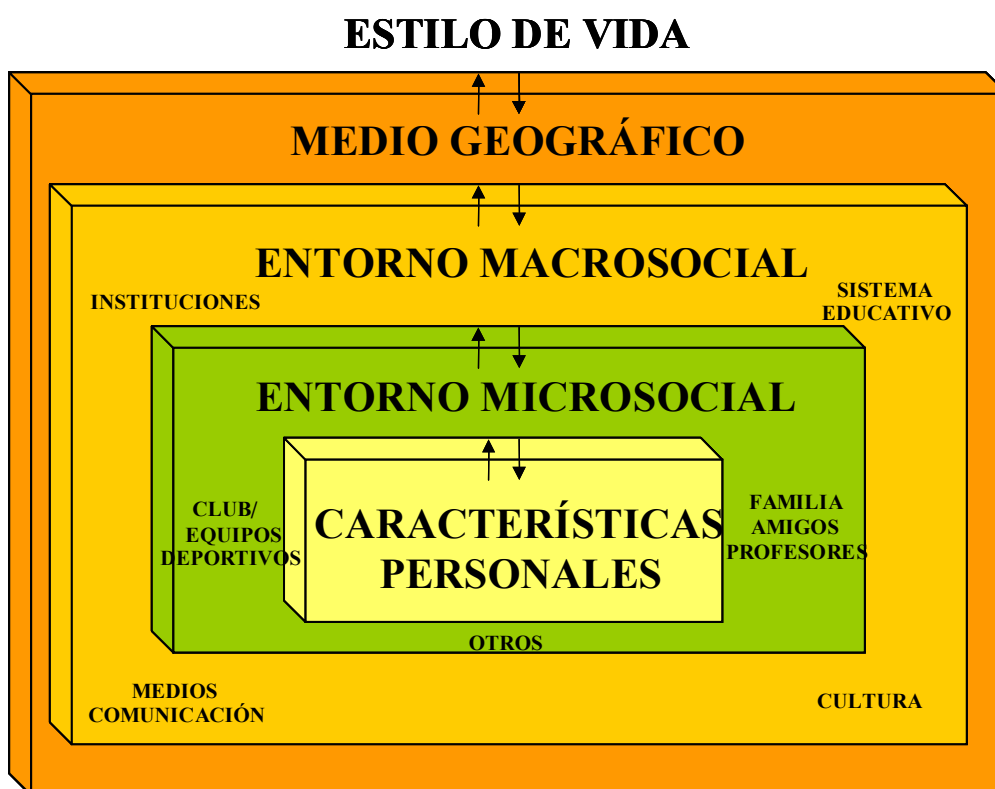 ESTILO DE VIDA
MEDIO GEOGRÁFICO
ENTORNO MACROSOCIAL
INSTITUCIONES
SISTEMA
EDUCATIVO
ENTORNO MICROSOCIAL
CLUB/
EQUIPOS
DEPORTIVOS
CARACTERÍSTICAS
PERSONALES
FAMILIA
AMIGOS
PROFESORES
OTROS
MEDIOS
COMUNICACIÓN
CULTURA